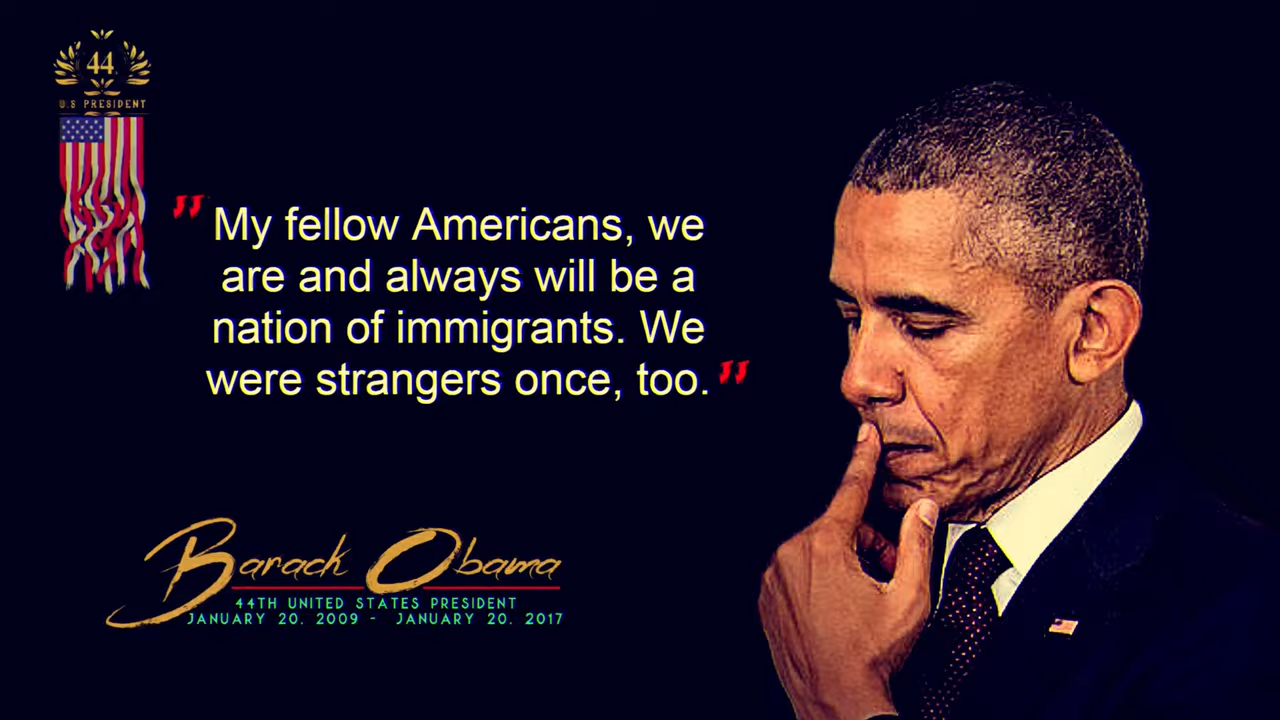 44
U.S PRESIDENT
" My fellow Americans, we
are and always will be a
nation of immigrants. We
were strangers once, too. "
Barack Obama
44TH UNITED STATES PRESIDENT
JANUARY 20. 2009 - JANUARY 20. 2017